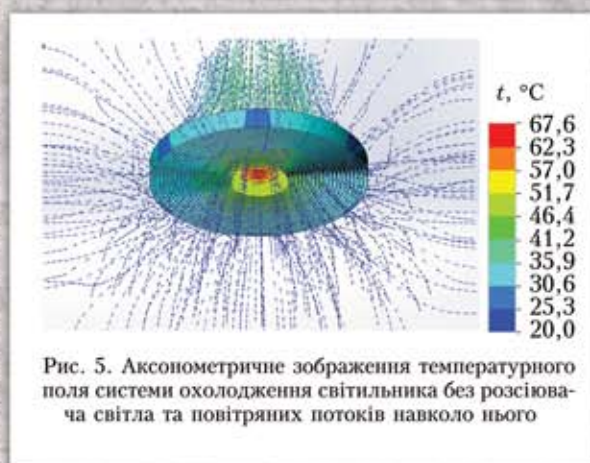 t, °C
67,6
62,3
57,0
51,7
46,4
41,2
35,9
30,6
25,3
20,0
Рис. 5. Аксонометричне зображення температурного
поля системи охолодження світильника без розсіюва-
ча світла та повітряних потоків навколо нього